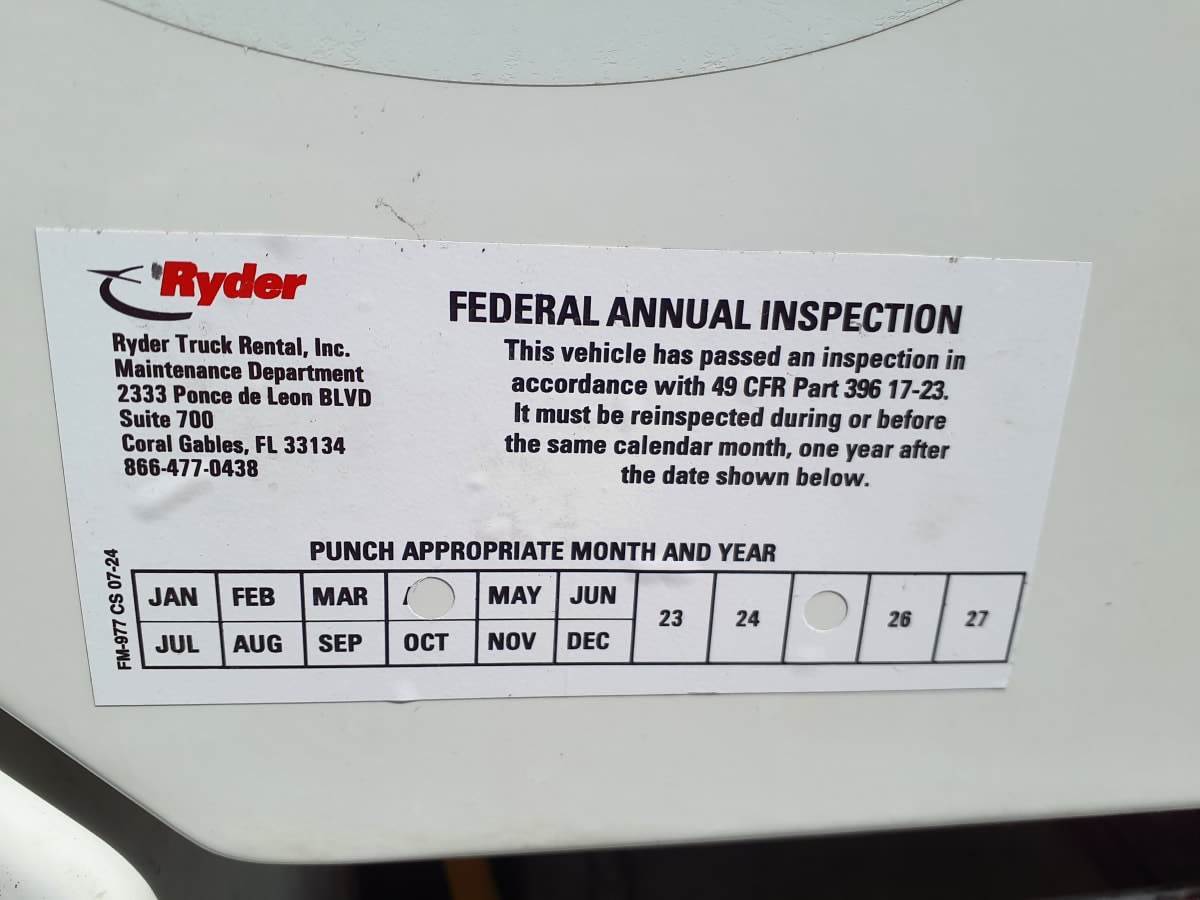 Ryder
Ryder Truck Rental, Inc.
Maintenance Department
2333 Ponce de Leon BLVD
Suite 700
Coral Gables, FL 33134
866-477-0438
FEDERAL ANNUAL INSPECTION
This vehicle has passed an inspection in
accordance with 49 CFR Part 396 17-23.
It must be reinspected during or before
the same calendar month, one year after
the date shown below.
PUNCH APPROPRIATE MONTH AND YEAR
JAN FEB MAR MAY JUN
JUL AUG SEP OCT NOV DEC
23 24 26 27
FM-977 CS 07-24